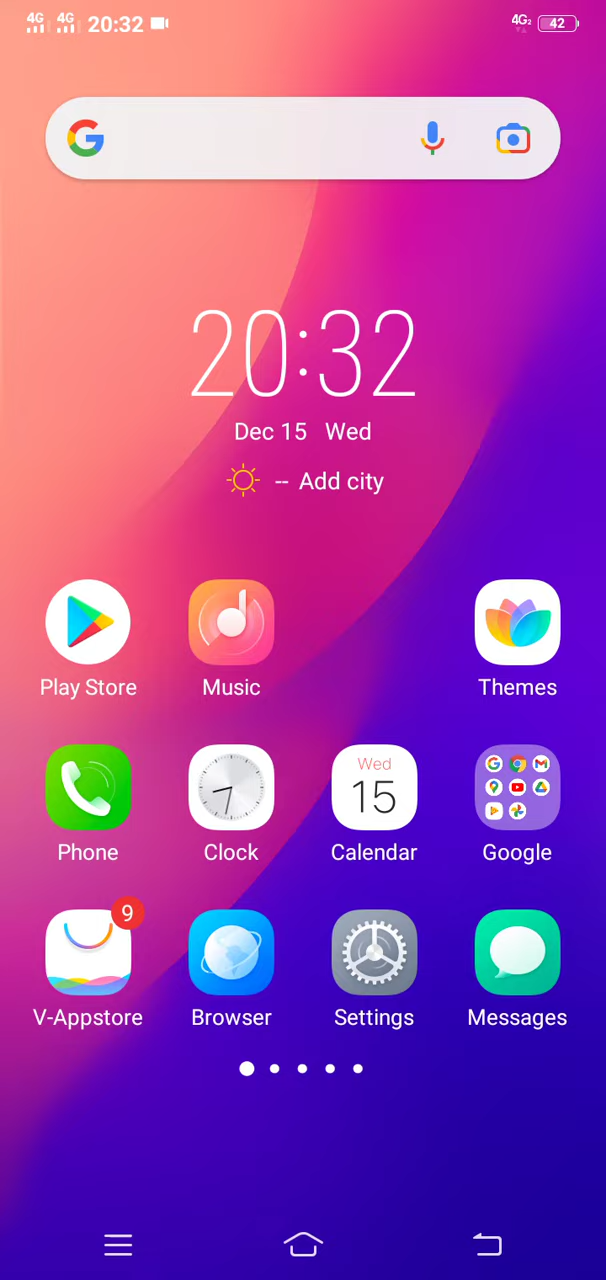 4G 4G 20:32 4G2 42
20:32
Dec 15 Wed
-- Add city
Play Store Music Themes
Wed
15
Phone Clock Calendar Google
9
V-Appstore Browser Settings Messages